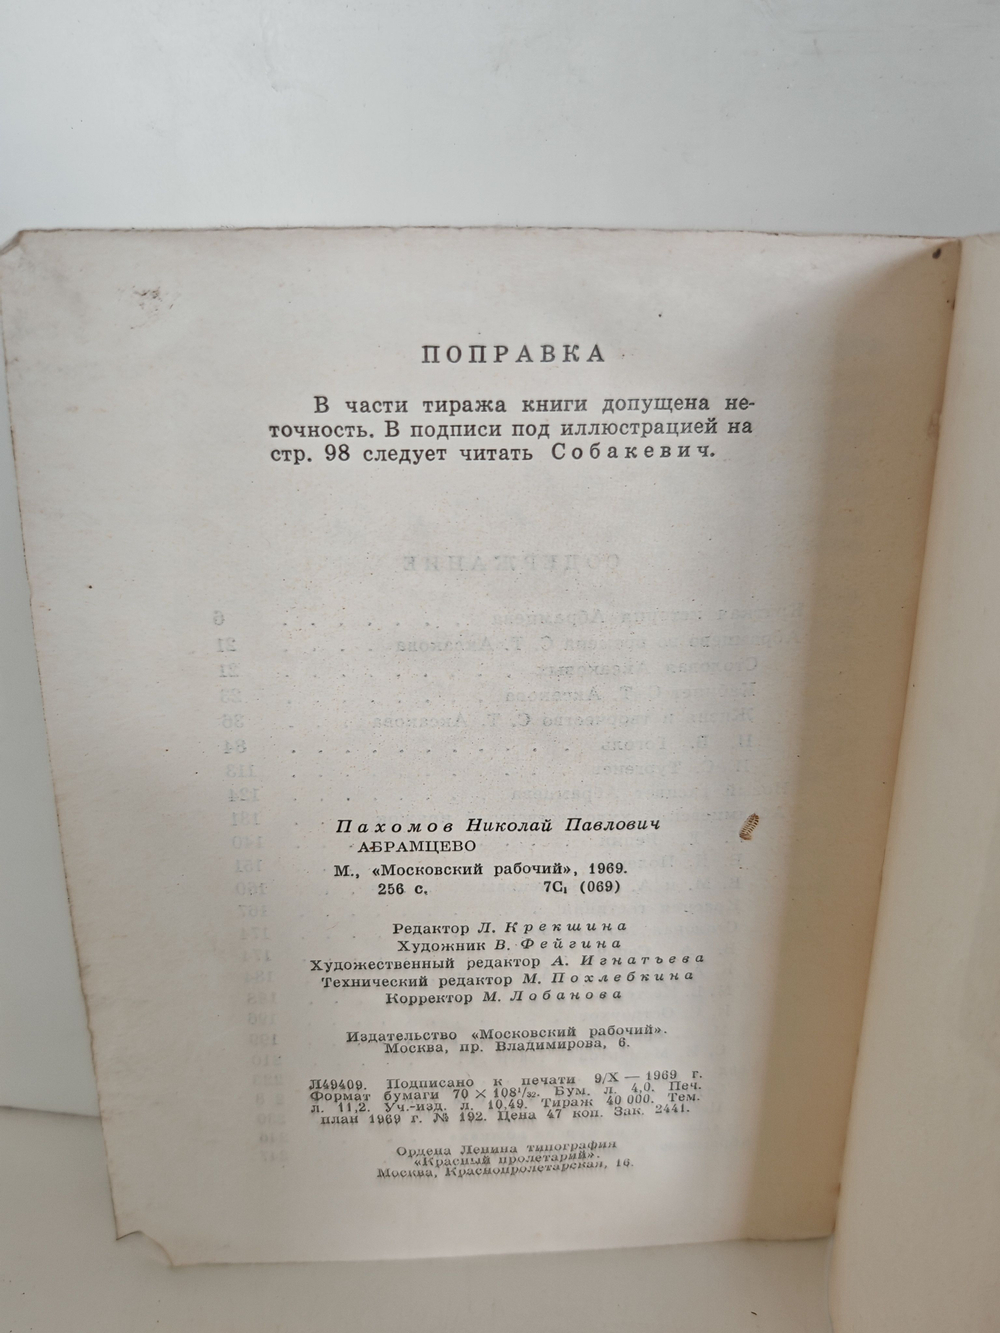 ПОПРАВКА
В части тиража книги допущена не-
точность. В подписи под иллюстрацией на
стр. 98 следует читать Собакевич.
Пахомов Николай Павлович
АБРАМЦЕВО
М., «Московский рабочий», 1969.
256 с. 7С₁ (069)
Редактор Л. Крекшина
Художник В. Фейгина
Художественный редактор А. Игнатьева
Технический редактор М. Похлебкина
Корректор М. Лобанова
Издательство «Московский рабочий».
Москва, пр. Владимирова, 6.
Л49409. Подписано к печати 9/X — 1969 г.
Формат бумаги 70 × 108¹/₃₂. Бум. л. 4,0. Печ.
л. 11,2. Уч.-изд. л. 10,49. Тираж 40 000. Тем.
план 1969 г. № 192. Цена 47 коп. Зак. 2441.
Ордена Ленина типография
«Красный пролетарий».
Москва, Краснопролетарская, 16.